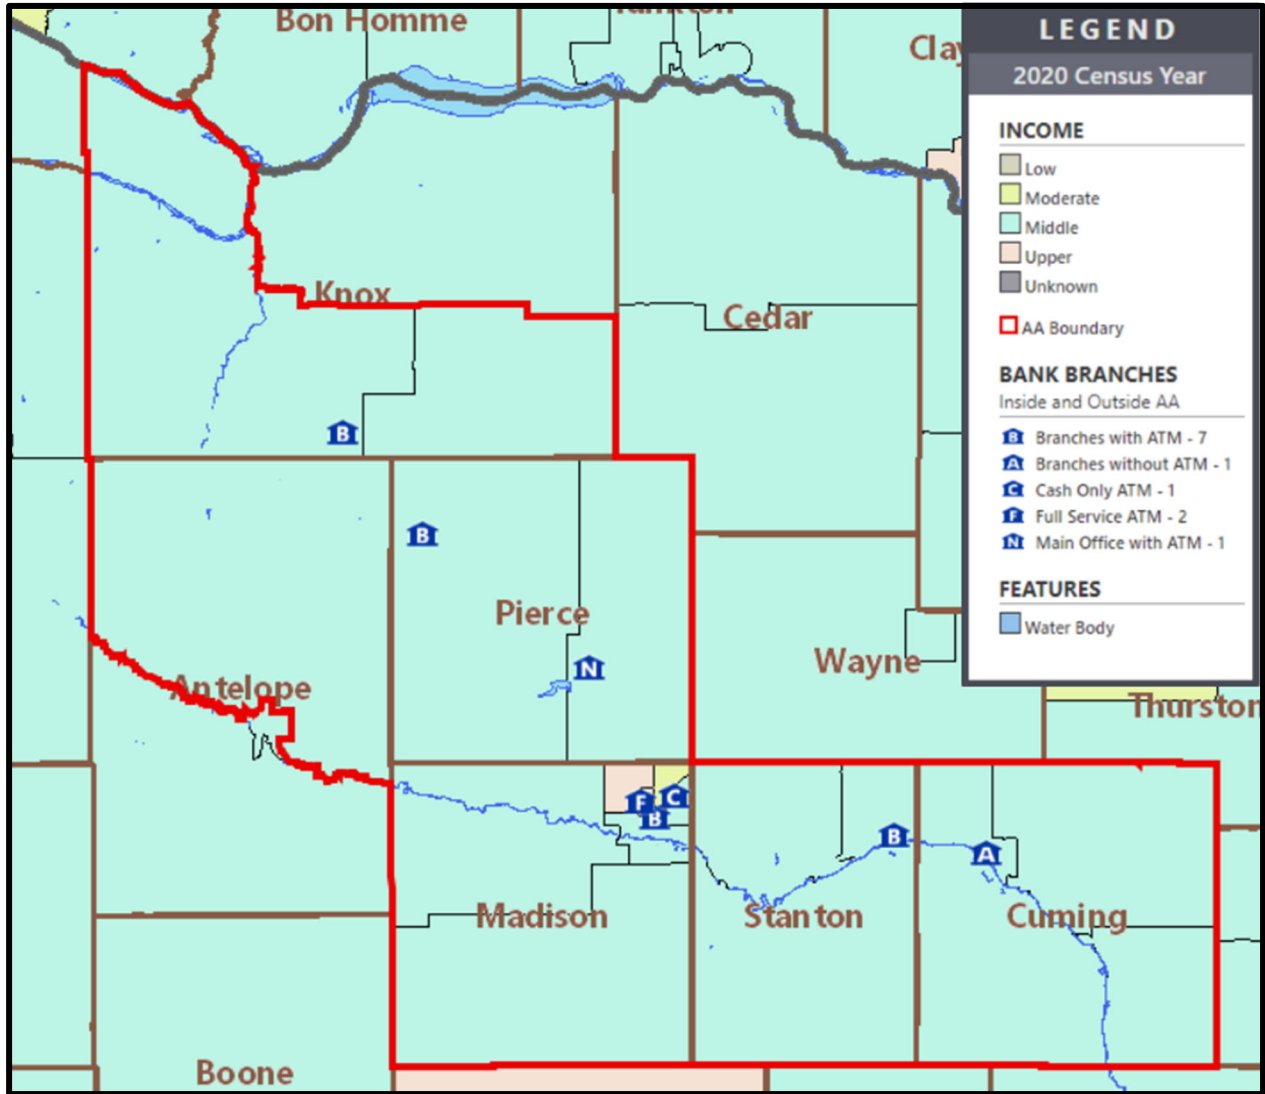 Bon Homme
LEGEND
2020 Census Year
INCOME
Low
Moderate
Middle
Upper
Unknown
AA Boundary
BANK BRANCHES
Inside and Outside AA
B Branches with ATM - 7
A Branches without ATM - 1
C Cash Only ATM - 1
F Full Service ATM - 2
N Main Office with ATM - 1
FEATURES
Water Body
Clay
Knox
Cedar
B
B
Pierce
Wayne
N
Antelope
Thurston
F
C
B
B
A
Madison
Stanton
Cuming
Boone